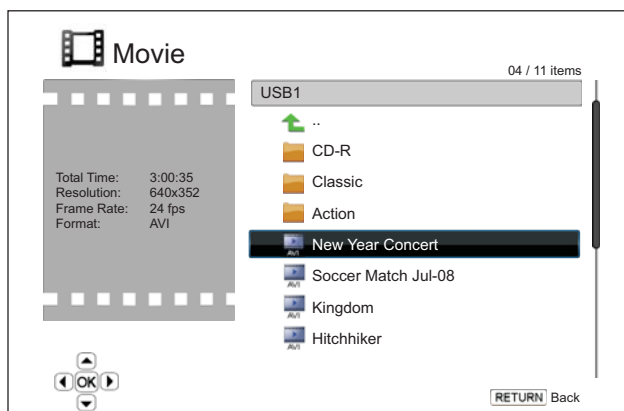 Movie
04 / 11 items
USB1
..
CD-R
Classic
Action
Total Time: 3:00:35
Resolution: 640x352
Frame Rate: 24 fps
Format: AVI
AVI New Year Concert
AVI Soccer Match Jul-08
AVI Kingdom
AVI Hitchhiker
OK
RETURN Back